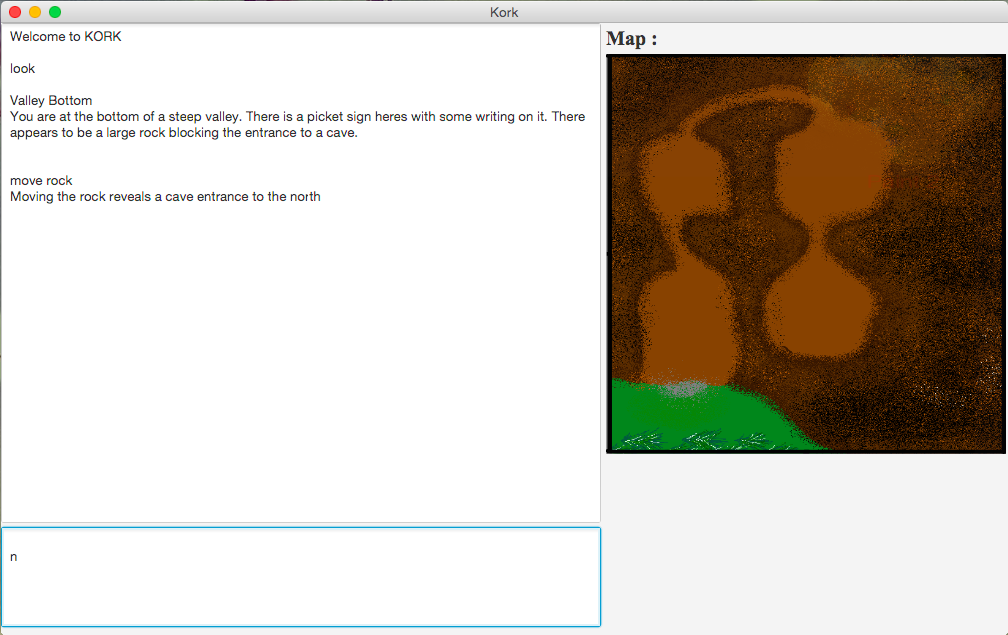 Kork
Welcome to KORK
look
Valley Bottom
You are at the bottom of a steep valley. There is a picket sign heres with some writing on it. There
appears to be a large rock blocking the entrance to a cave.
move rock
Moving the rock reveals a cave entrance to the north
n
Map :